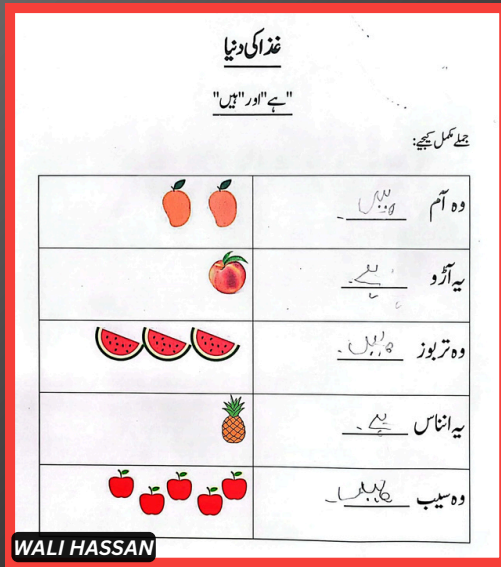 غذا کی دنیا
"ہے" اور "ہیں"
جملے مکمل کیجیے:
وہ آم ہیں ۔
یہ آڑو ہے ۔
وہ تربوز ہیں ۔
یہ انناس ہے ۔
وہ سیب ہیں ۔
WALI HASSAN